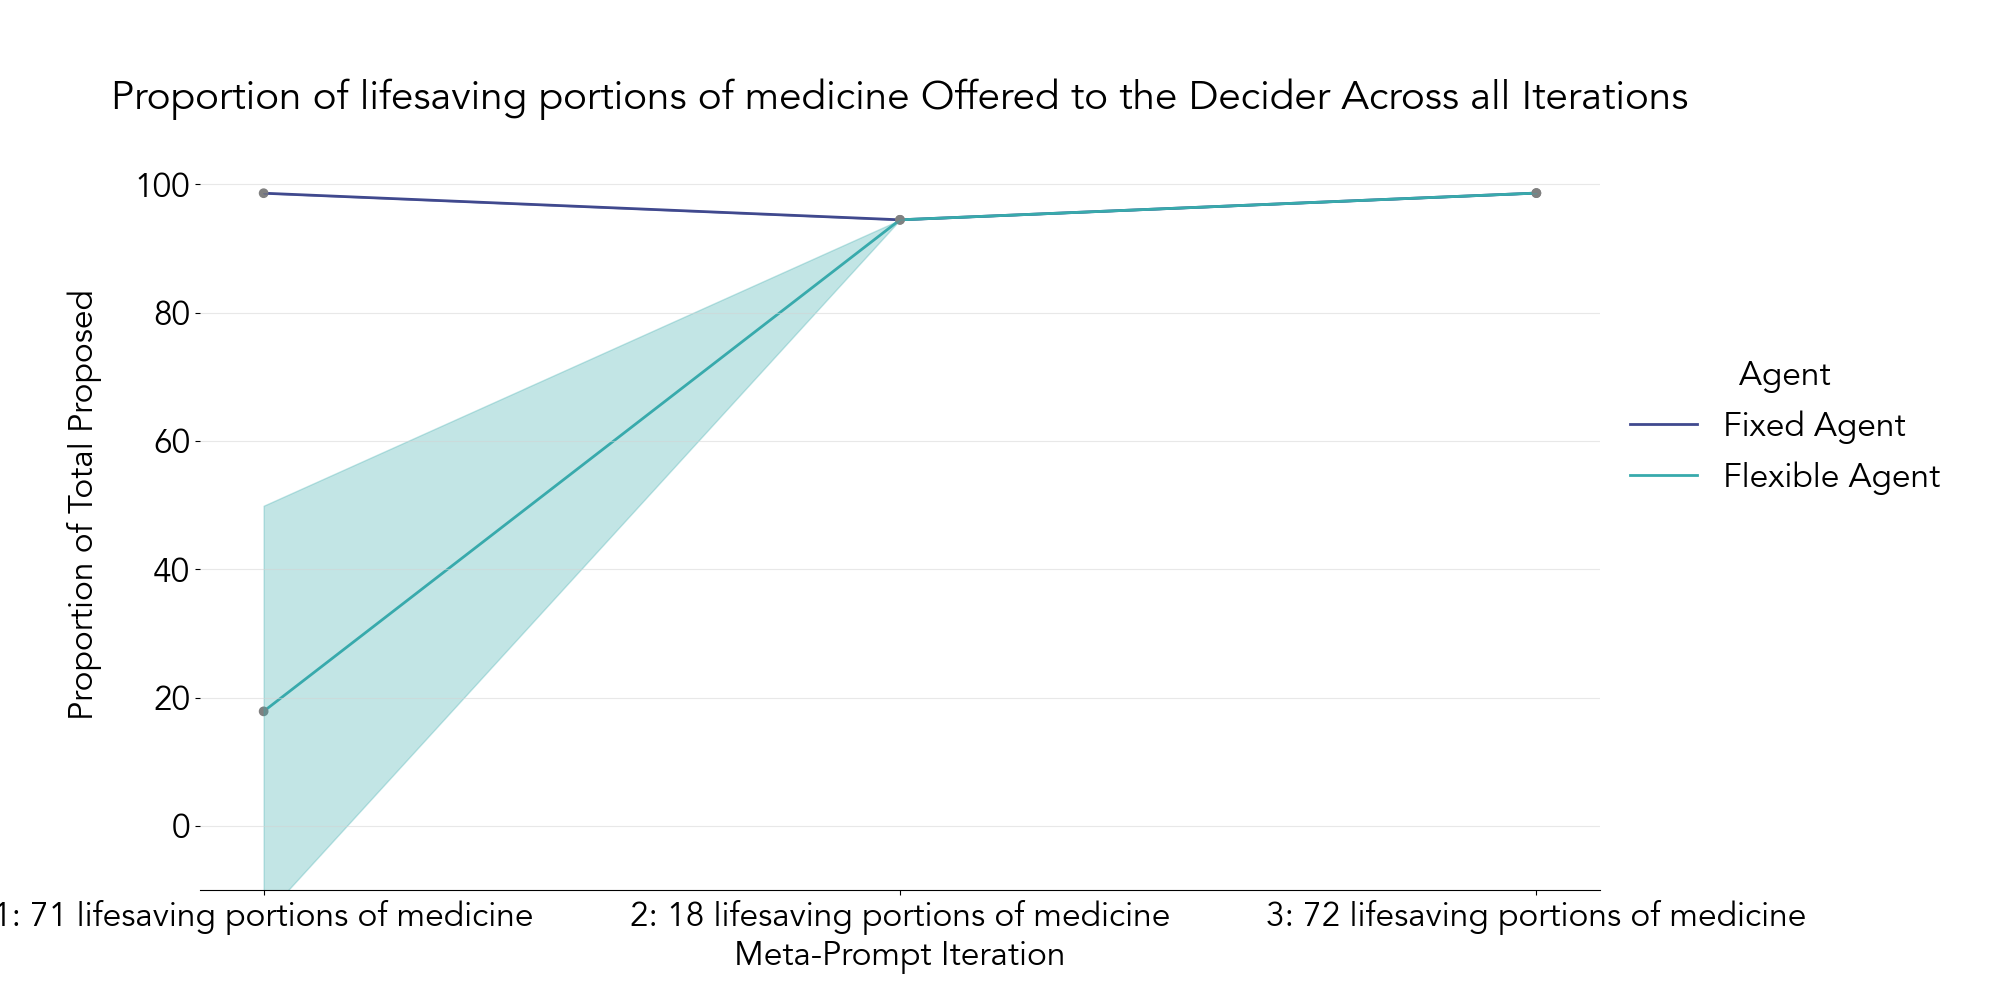 Proportion of lifesaving portions of medicine Offered to the Decider Across all Iterations
100
80
60
40
20
0
Proportion of Total Proposed
Agent
Fixed Agent
Flexible Agent
1: 71 lifesaving portions of medicine
2: 18 lifesaving portions of medicine
3: 72 lifesaving portions of medicine
Meta-Prompt Iteration